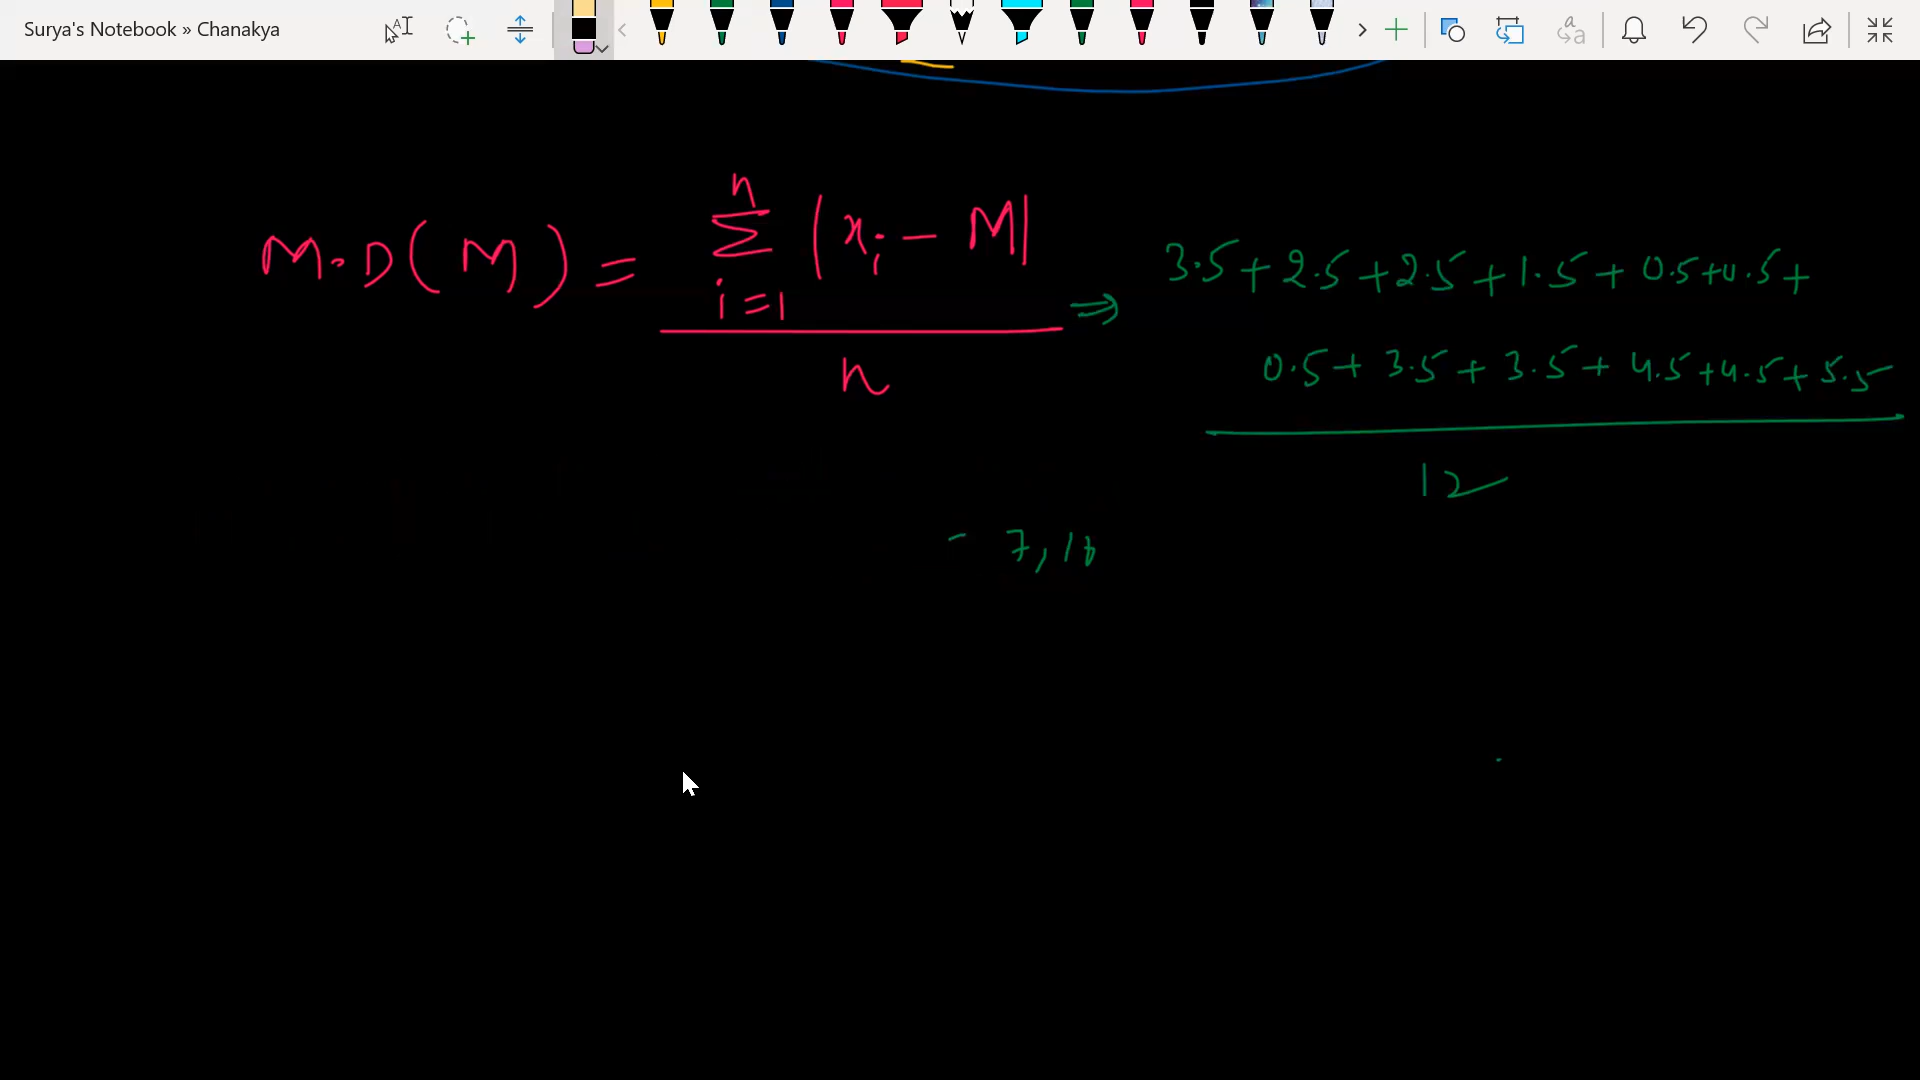 Surya's Notebook » Chanakya
n
M.D(M) = Σ |xᵢ - M|
i=1
n
⇒ 3.5+2.5+2.5+1.5+0.5+0.5+
0.5+3.5+3.5+4.5+4.5+5.5
12
- 7,